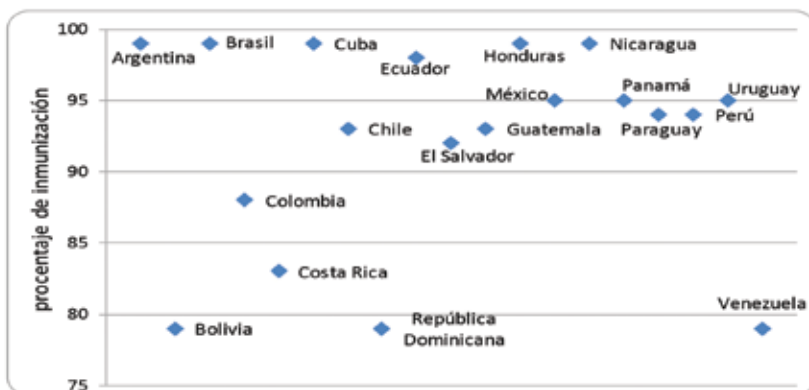 procentaje de inmunización
100
95
90
85
80
75
Argentina
Brasil
Cuba
Ecuador
Honduras
Nicaragua
México
Panamá
Uruguay
Chile
El Salvador
Guatemala
Paraguay
Perú
Colombia
Costa Rica
Bolivia
República
Dominicana
Venezuela